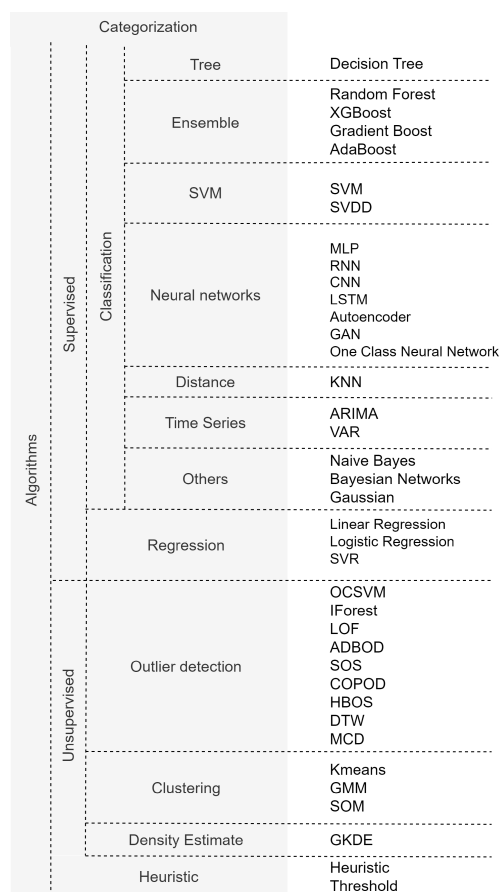 Categorization
Algorithms
Supervised
Classification
Tree
Decision Tree
Ensemble
Random Forest
XGBoost
Gradient Boost
AdaBoost
SVM
SVM
SVDD
Neural networks
MLP
RNN
CNN
LSTM
Autoencoder
GAN
One Class Neural Network
Distance
KNN
Time Series
ARIMA
VAR
Others
Naive Bayes
Bayesian Networks
Gaussian
Regression
Linear Regression
Logistic Regression
SVR
Unsupervised
Outlier detection
OCSVM
IForest
LOF
ADBOD
SOS
COPOD
HBOS
DTW
MCD
Clustering
Kmeans
GMM
SOM
Density Estimate
GKDE
Heuristic
Heuristic
Threshold